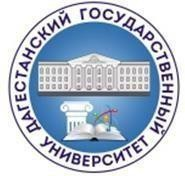 ДАГЕСТАНСКИЙ ГОСУДАРСТВЕННЫЙ
УНИВЕРСИТЕТ